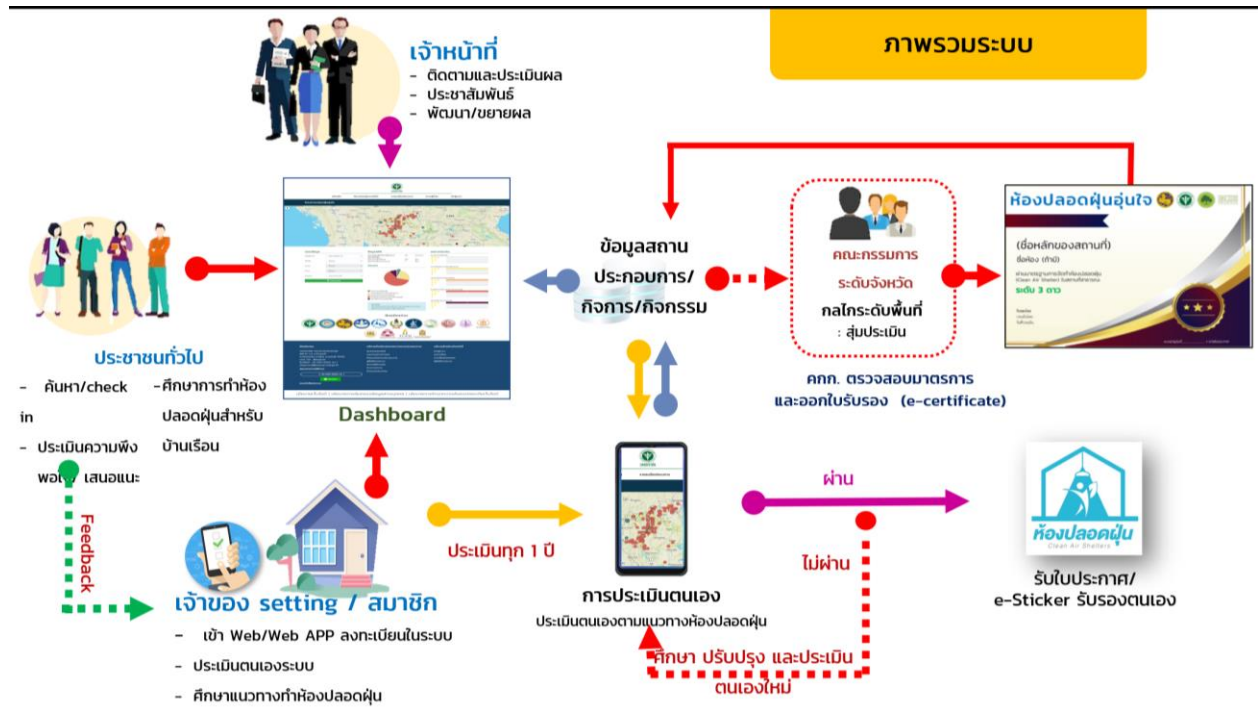 ภาพรวมระบบ
เจ้าหน้าที่
- ติดตามและประเมินผล
- ประชาสัมพันธ์
- พัฒนา/ขยายผล
ประชาชนทั่วไป
- ค้นหา/check
in
- ประเมินความพึง
พอใจ เสนอแนะ
-ศึกษาการทำห้อง
ปลอดฝุ่นสำหรับ
บ้านเรือน
Dashboard
ข้อมูลสถาน
ประกอบการ/
กิจการ/กิจกรรม
คณะกรรมการ
ระดับจังหวัด
กลไกระดับพื้นที่
: สุ่มประเมิน
คกก. ตรวจสอบมาตรการ
และออกใบรับรอง (e-certificate)
ห้องปลอดฝุ่นอุ่นใจ
(ชื่อหลักของสถานที่)
ชื่อห้อง (ถ้ามี)
ระดับ 3 ดาว
Feedback
เจ้าของ setting / สมาชิก
- เข้า Web/Web APP ลงทะเบียนในระบบ
- ประเมินตนเองระบบ
- ศึกษาแนวทางทำห้องปลอดฝุ่น
ประเมินทุก 1 ปี
การประเมินตนเอง
ประเมินตนเองตามแนวทางห้องปลอดฝุ่น
ผ่าน
ไม่ผ่าน
ศึกษา ปรับปรุง และประเมิน
ตนเองใหม่
ห้องปลอดฝุ่น
Clean Air Shelters
รับใบประกาศ/
e-Sticker รับรองตนเอง